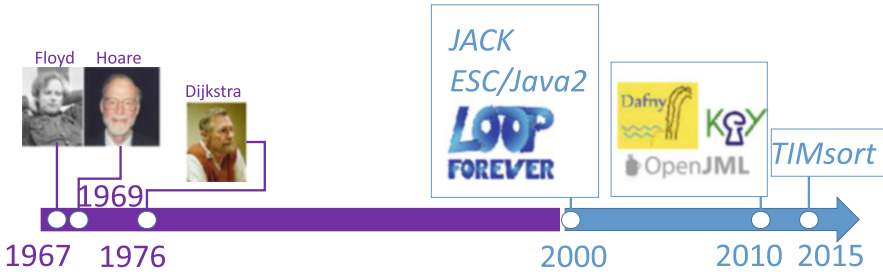 Floyd
Hoare
Dijkstra
JACK
ESC/Java2
LOOP
FOREVER
Dafny
KeY
OpenJML
TIMsort
1967
1969
1976
2000
2010
2015